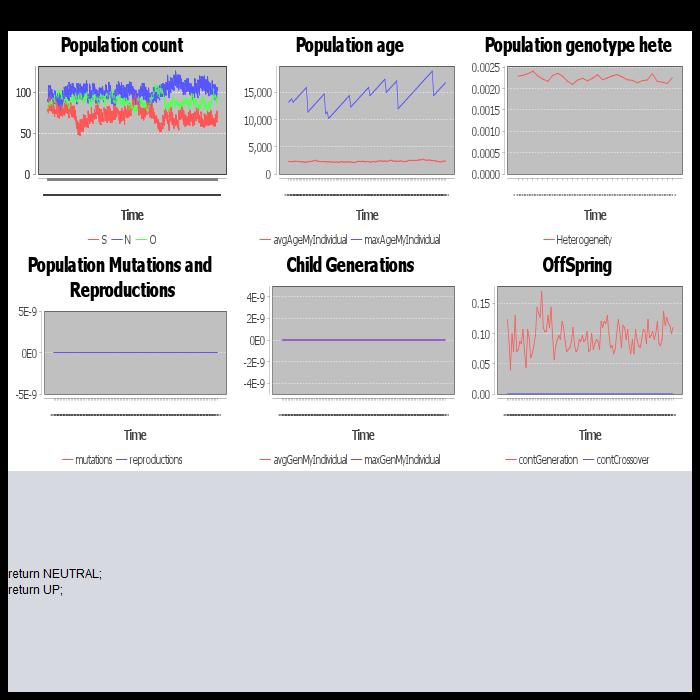 Population count
100
50
0
Time
S N O
Population age
15,000
10,000
5,000
0
Time
avgAgeMyIndividual maxAgeMyIndividual
Population genotype hete
0.0025
0.0020
0.0015
0.0010
0.0005
0.0000
Time
Heterogeneity
Population Mutations and
Reproductions
5E-9
0E0
-5E-9
Time
mutations reproductions
Child Generations
4E-9
2E-9
0E0
-2E-9
-4E-9
Time
avgGenMyIndividual maxGenMyIndividual
OffSpring
0.15
0.10
0.05
0.00
Time
contGeneration contCrossover
return NEUTRAL;
return UP;